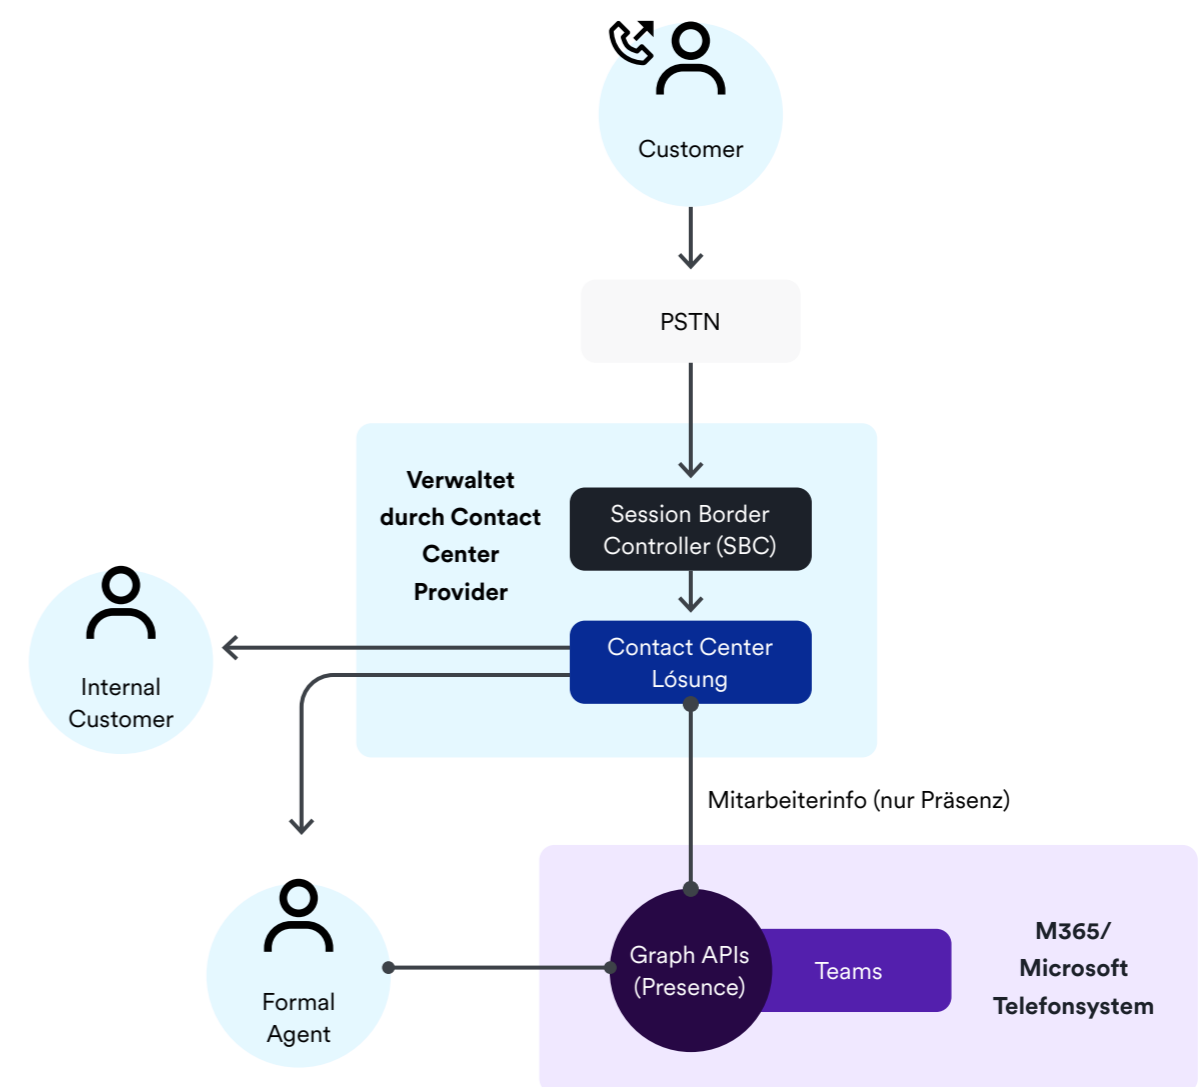 Customer
PSTN
Verwaltet
durch Contact
Center
Provider
Session Border
Controller (SBC)
Contact Center
Lósung
Internal
Customer
Mitarbeiterinfo (nur Präsenz)
Formal
Agent
Graph APIs
(Presence)
Teams
M365/
Microsoft
Telefonsystem